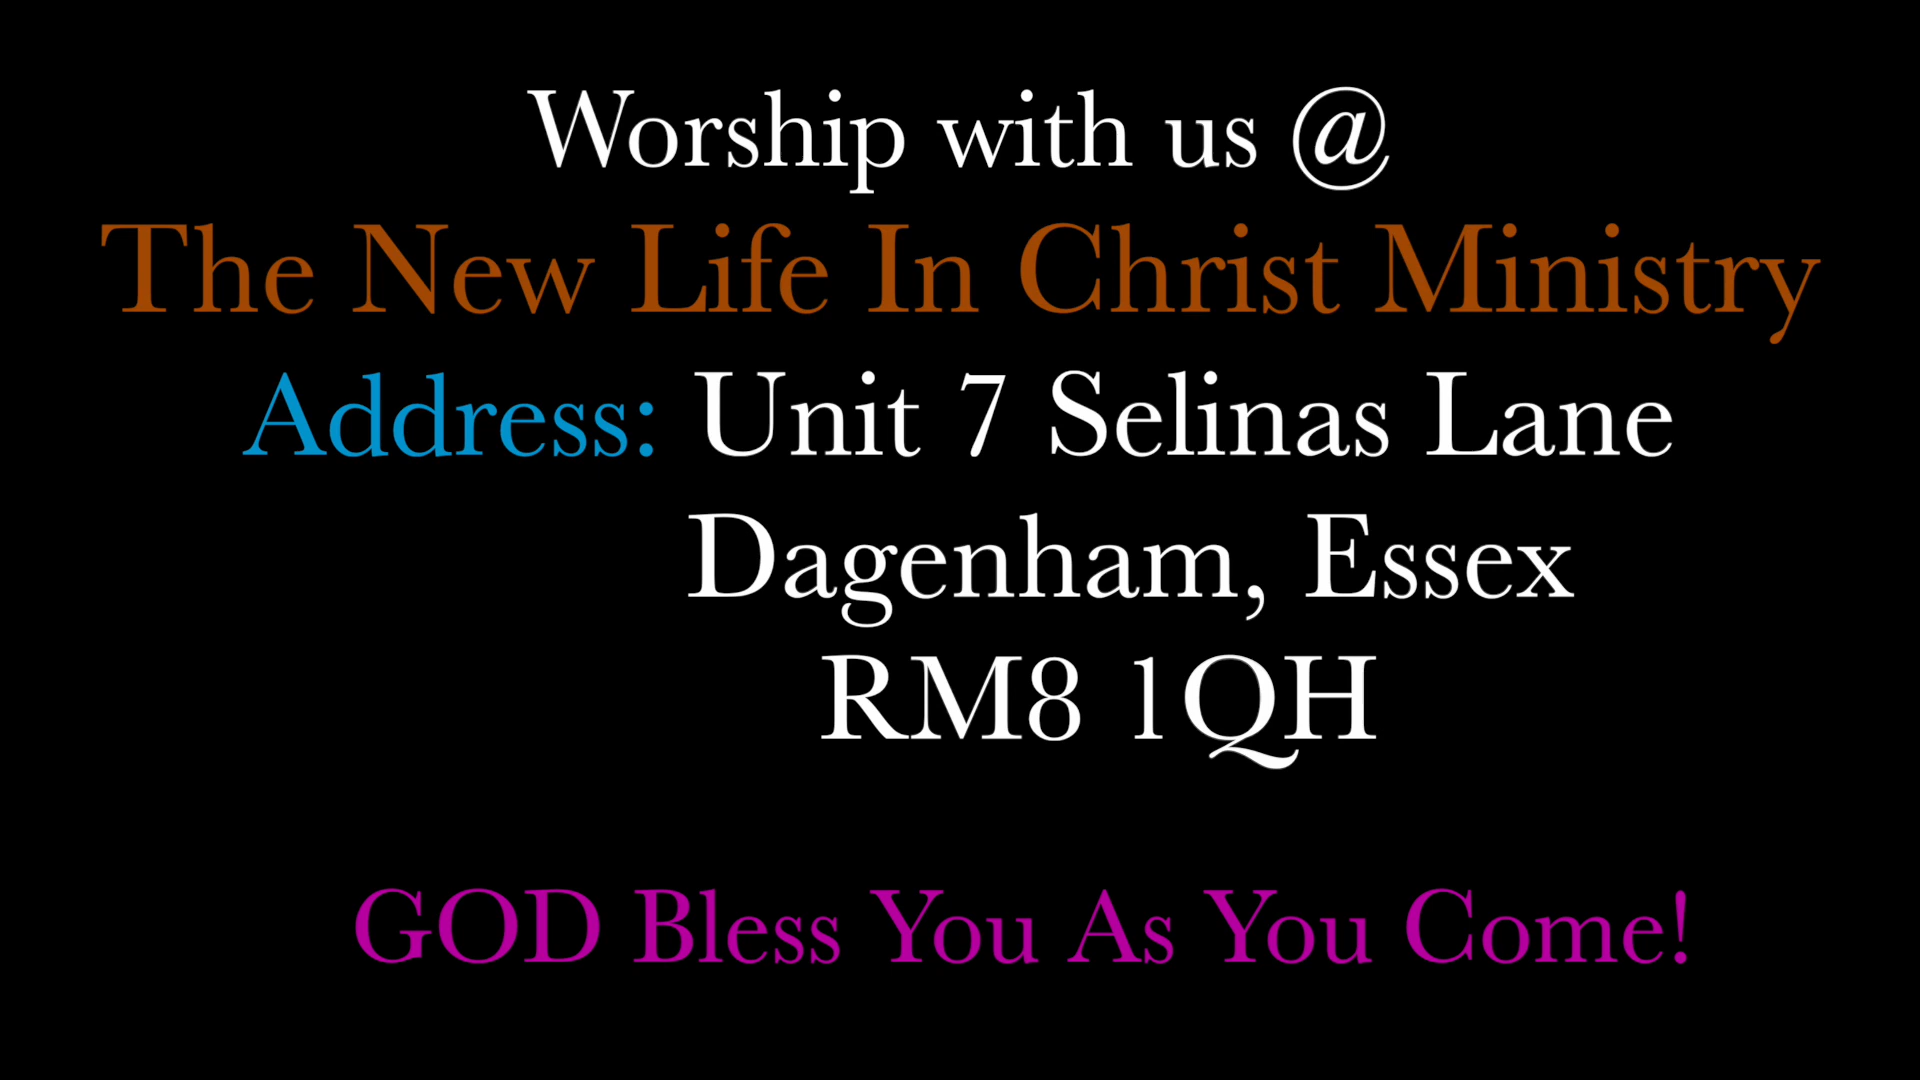 Worship with us @
The New Life In Christ Ministry
Address: Unit 7 Selinas Lane
Dagenham, Essex
RM8 1QH
GOD Bless You As You Come!